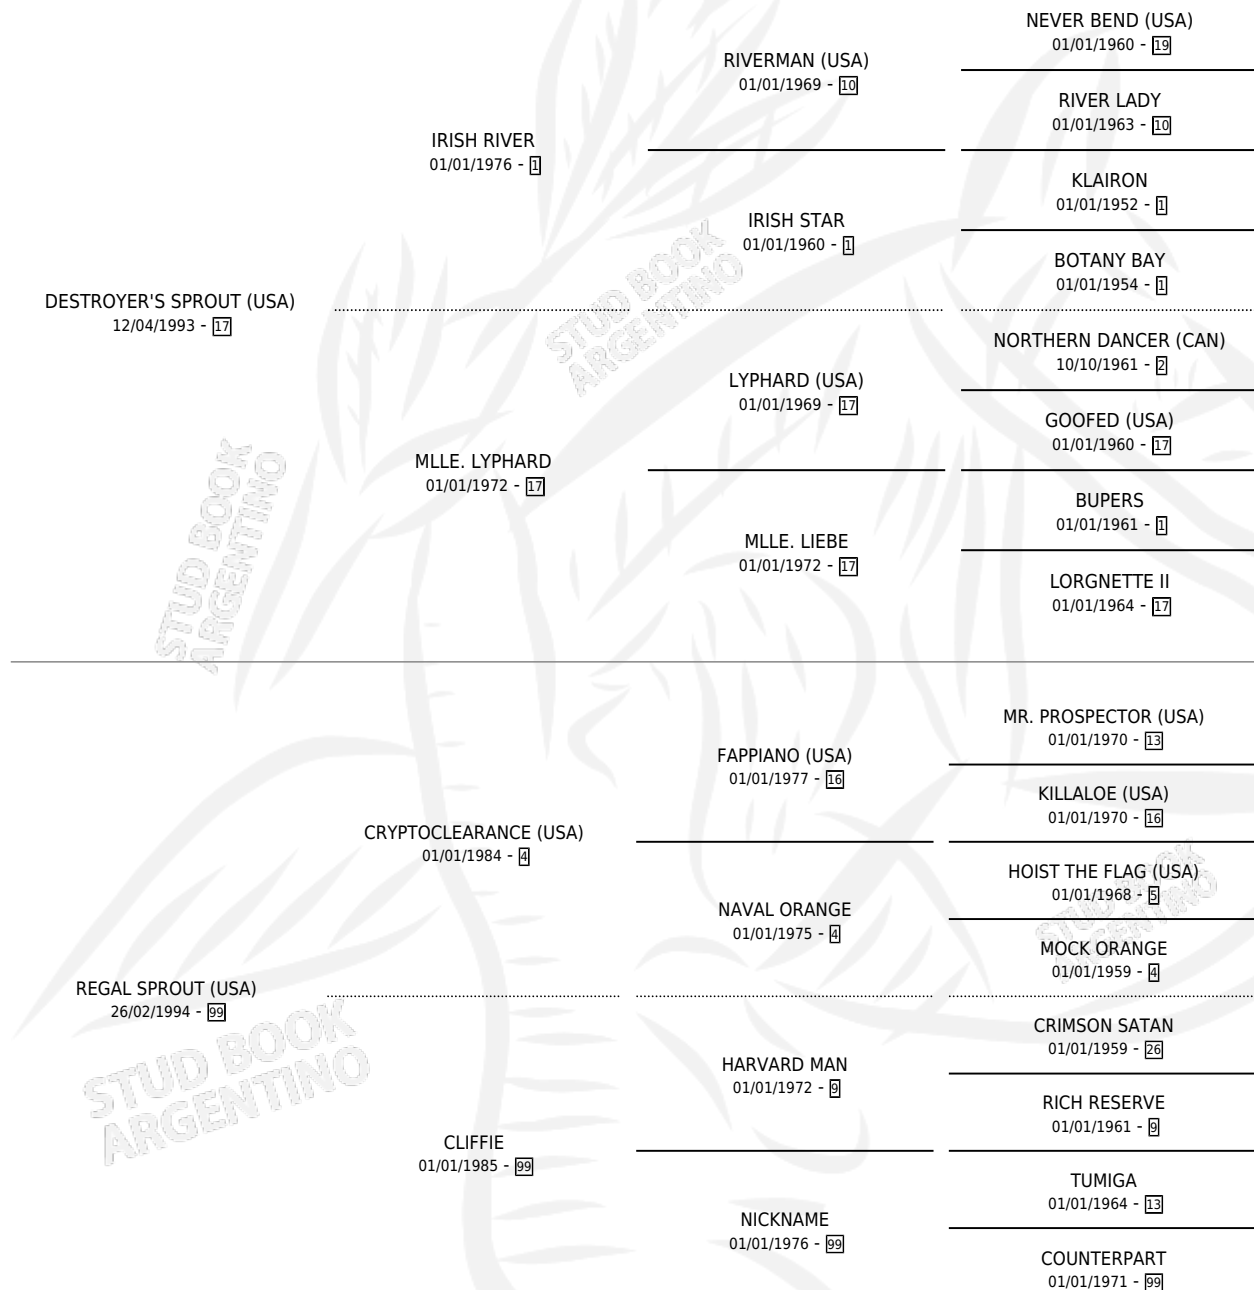 NEVER BEND (USA)
01/01/1960 - 19
RIVERMAN (USA)
01/01/1969 - 10
RIVER LADY
01/01/1963 - 10
IRISH RIVER
01/01/1976 - 1
KLAIRON
01/01/1952 - 1
IRISH STAR
01/01/1960 - 1
BOTANY BAY
01/01/1954 - 1
DESTROYER'S SPROUT (USA)
12/04/1993 - 17
NORTHERN DANCER (CAN)
10/10/1961 - 2
LYPHARD (USA)
01/01/1969 - 17
GOOFED (USA)
01/01/1960 - 17
MLLE. LYPHARD
01/01/1972 - 17
BUPERS
01/01/1961 - 1
MLLE. LIEBE
01/01/1972 - 17
LORGNETTE II
01/01/1964 - 17
STUD BOOK
ARGENTINO
STUD BOOK
ARGENTINO
MR. PROSPECTOR (USA)
01/01/1970 - 13
FAPPIANO (USA)
01/01/1977 - 16
KILLALOE (USA)
01/01/1970 - 16
CRYPTOCLEARANCE (USA)
01/01/1984 - 4
HOIST THE FLAG (USA)
01/01/1968 - 5
NAVAL ORANGE
01/01/1975 - 4
MOCK ORANGE
01/01/1959 - 4
STUD BOOK
ARGENTINO
REGAL SPROUT (USA)
26/02/1994 - 99
CRIMSON SATAN
01/01/1959 - 26
HARVARD MAN
01/01/1972 - 9
RICH RESERVE
01/01/1961 - 9
CLIFFIE
01/01/1985 - 99
TUMIGA
01/01/1964 - 13
NICKNAME
01/01/1976 - 99
COUNTERPART
01/01/1971 - 99
STUD BOOK
ARGENTINO